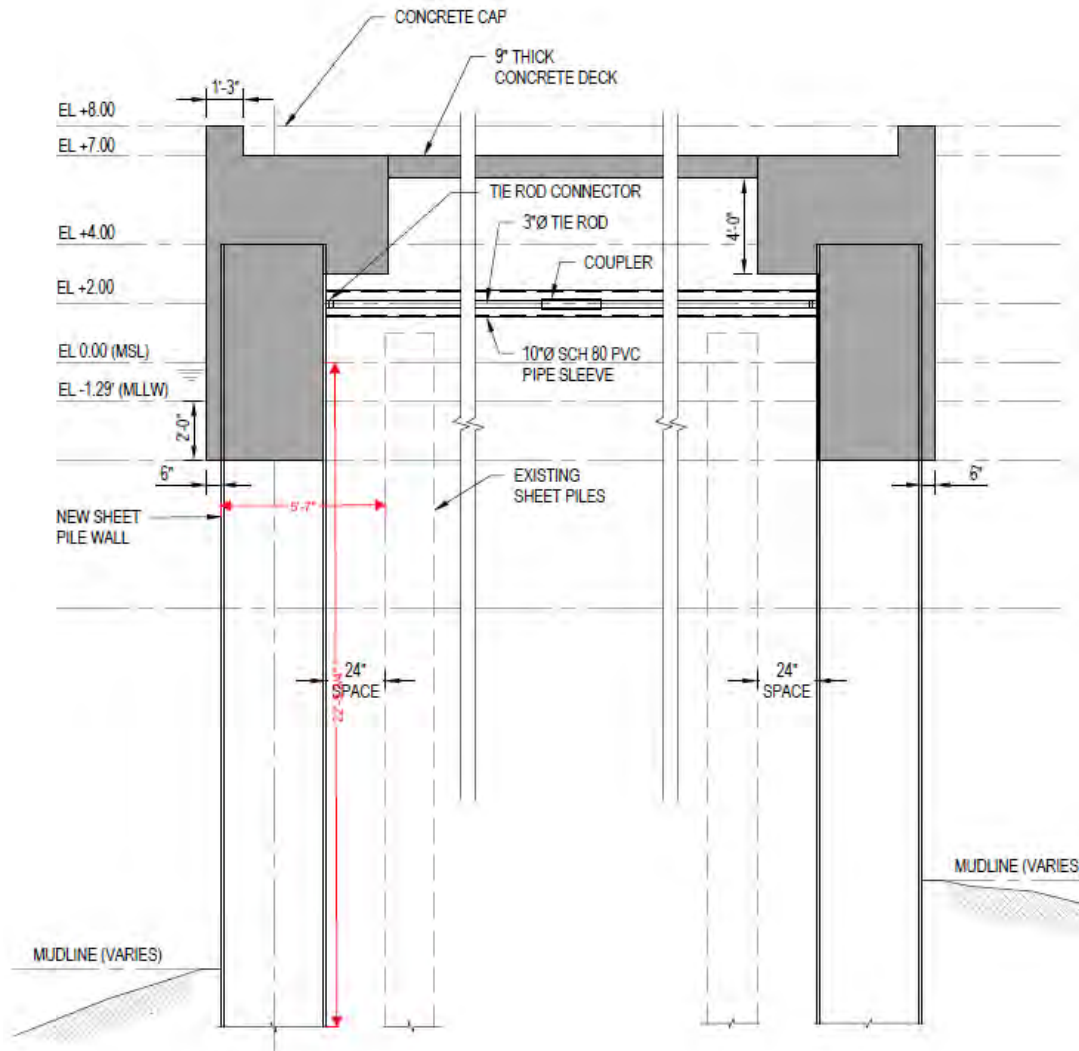 CONCRETE CAP
9" THICK
CONCRETE DECK
1'-3"
EL +8.00
EL +7.00
TIE ROD CONNECTOR
3"Ø TIE ROD
4'-0"
EL +4.00
COUPLER
EL +2.00
10"Ø SCH 80 PVC
PIPE SLEEVE
EL 0.00 (MSL)
EL -1.29' (MLLW)
2'-0"
6"
EXISTING
SHEET PILES
6"
5'-7"
NEW SHEET
PILE WALL
24"
SPACE
24"
SPACE
MUDLINE (VARIES
MUDLINE (VARIES)